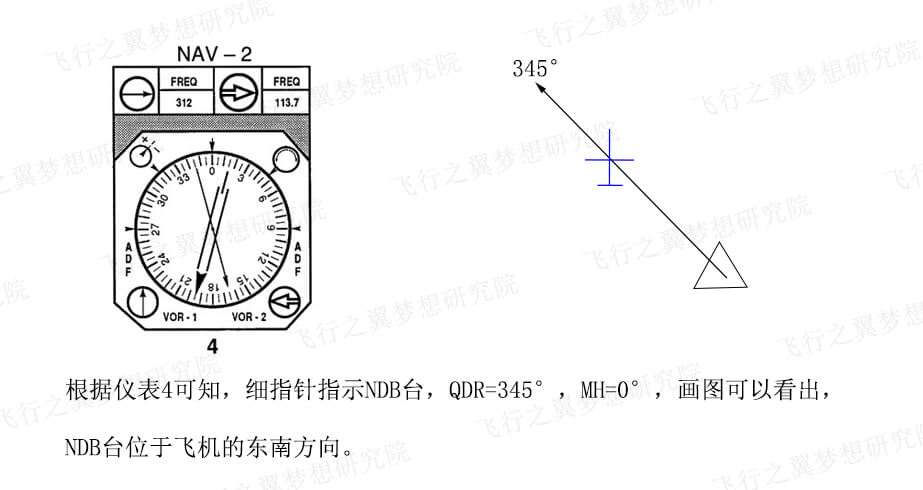 NAV – 2
FREQ
312
FREQ
113.7
0
3
6
9
12
15
18
21
24
27
30
33
+
–
ADF
ADF
VOR - 1
VOR - 2
4
345°
根据仪表4可知，细指针指示NDB台，QDR=345°，MH=0°，画图可以看出，
NDB台位于飞机的东南方向。
飞行之翼梦想研究院